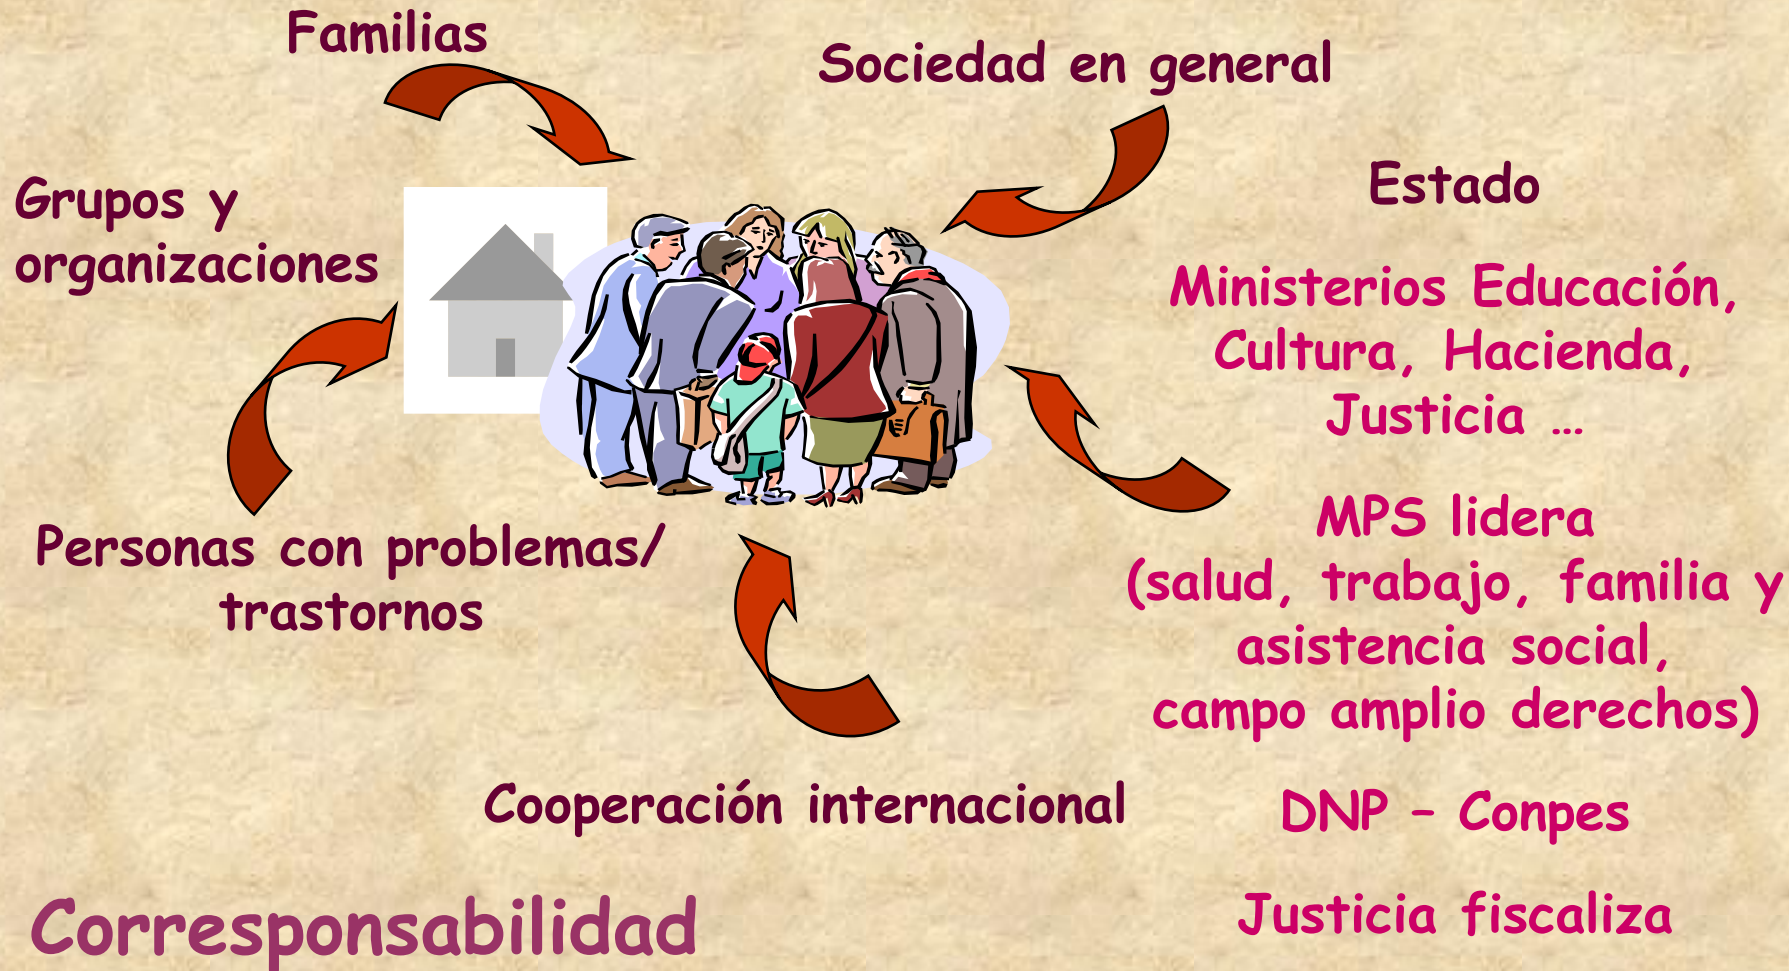 Familias
Sociedad en general
Grupos y
organizaciones
Personas con problemas/
trastornos
Cooperación internacional
Estado
Ministerios Educación,
Cultura, Hacienda,
Justicia …
MPS lidera
(salud, trabajo, familia y
asistencia social,
campo amplio derechos)
DNP – Conpes
Justicia fiscaliza
Corresponsabilidad